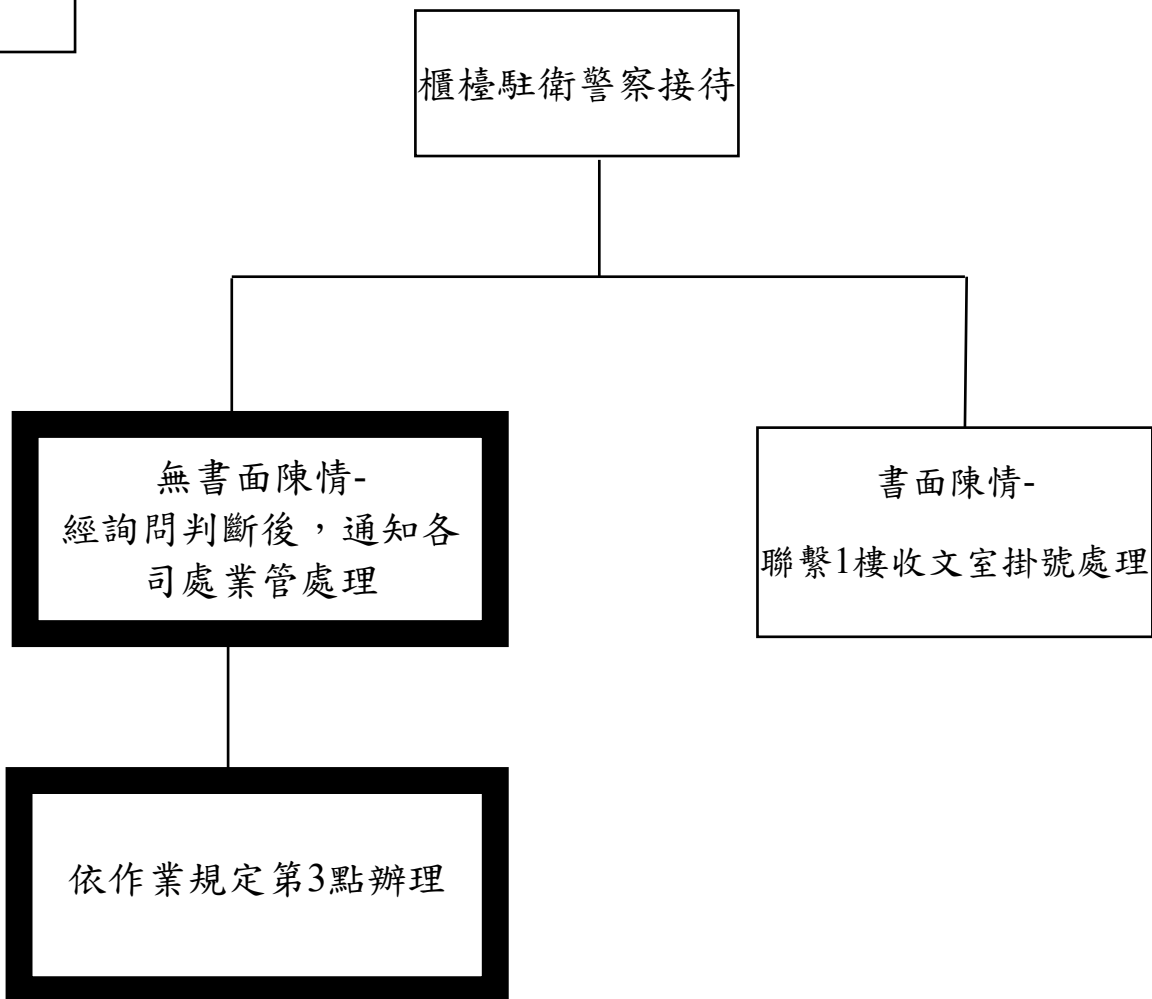 櫃檯駐衛警察接待
無書面陳情-
經詢問判斷後，通知各
司處業管處理
書面陳情-
聯繫1樓收文室掛號處理
依作業規定第3點辦理